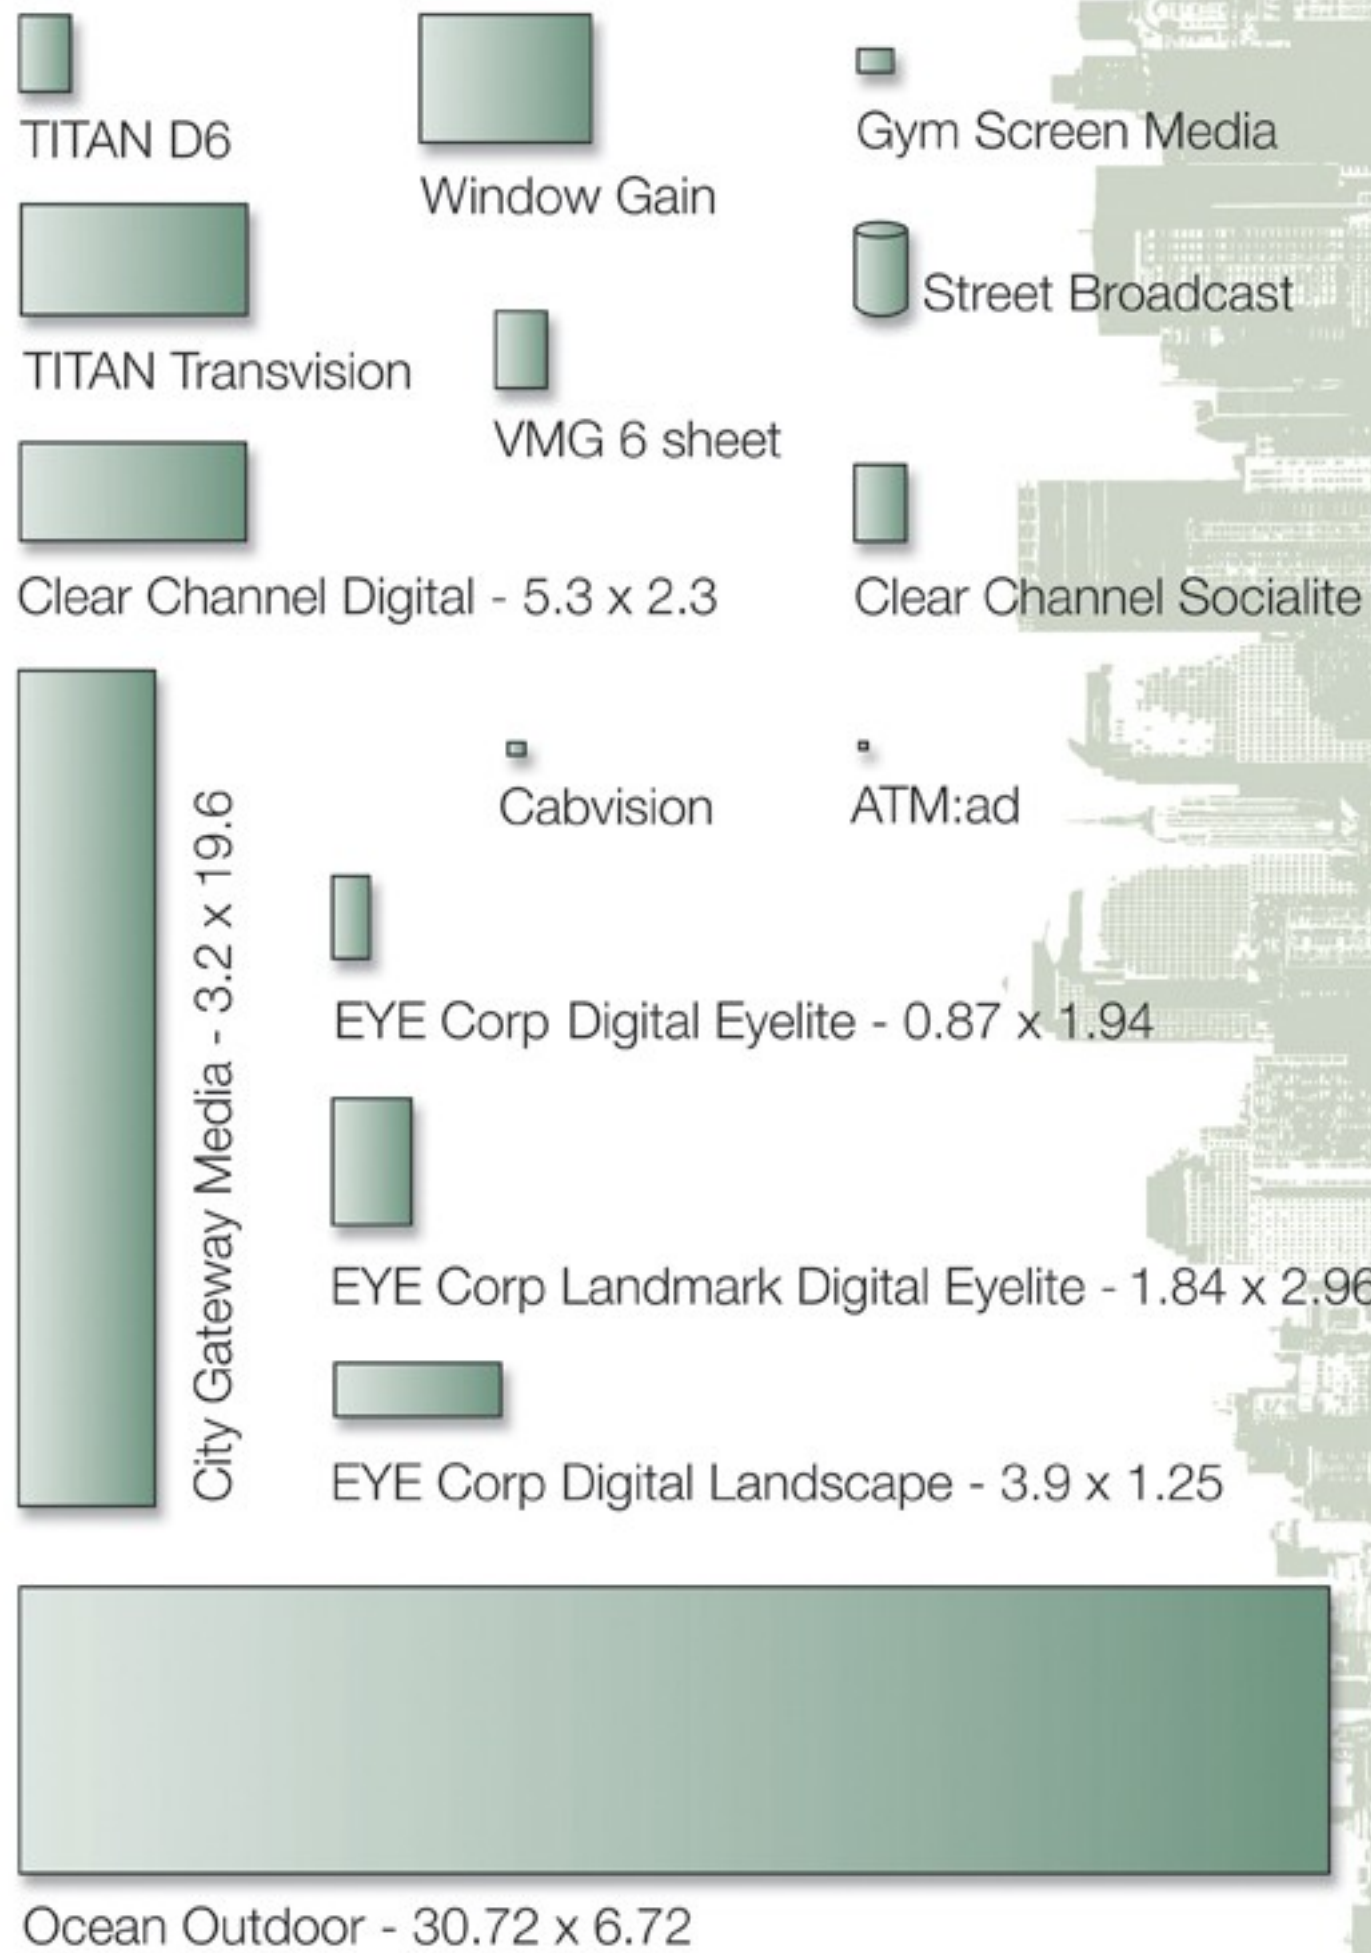 TITAN D6
Window Gain
Gym Screen Media
TITAN Transvision
VMG 6 sheet
Street Broadcast
Clear Channel Digital - 5.3 x 2.3
Clear Channel Socialite
City Gateway Media - 3.2 x 19.6
Cabvision
ATM:ad
EYE Corp Digital Eyelite - 0.87 x 1.94
EYE Corp Landmark Digital Eyelite - 1.84 x 2.96
EYE Corp Digital Landscape - 3.9 x 1.25
Ocean Outdoor - 30.72 x 6.72